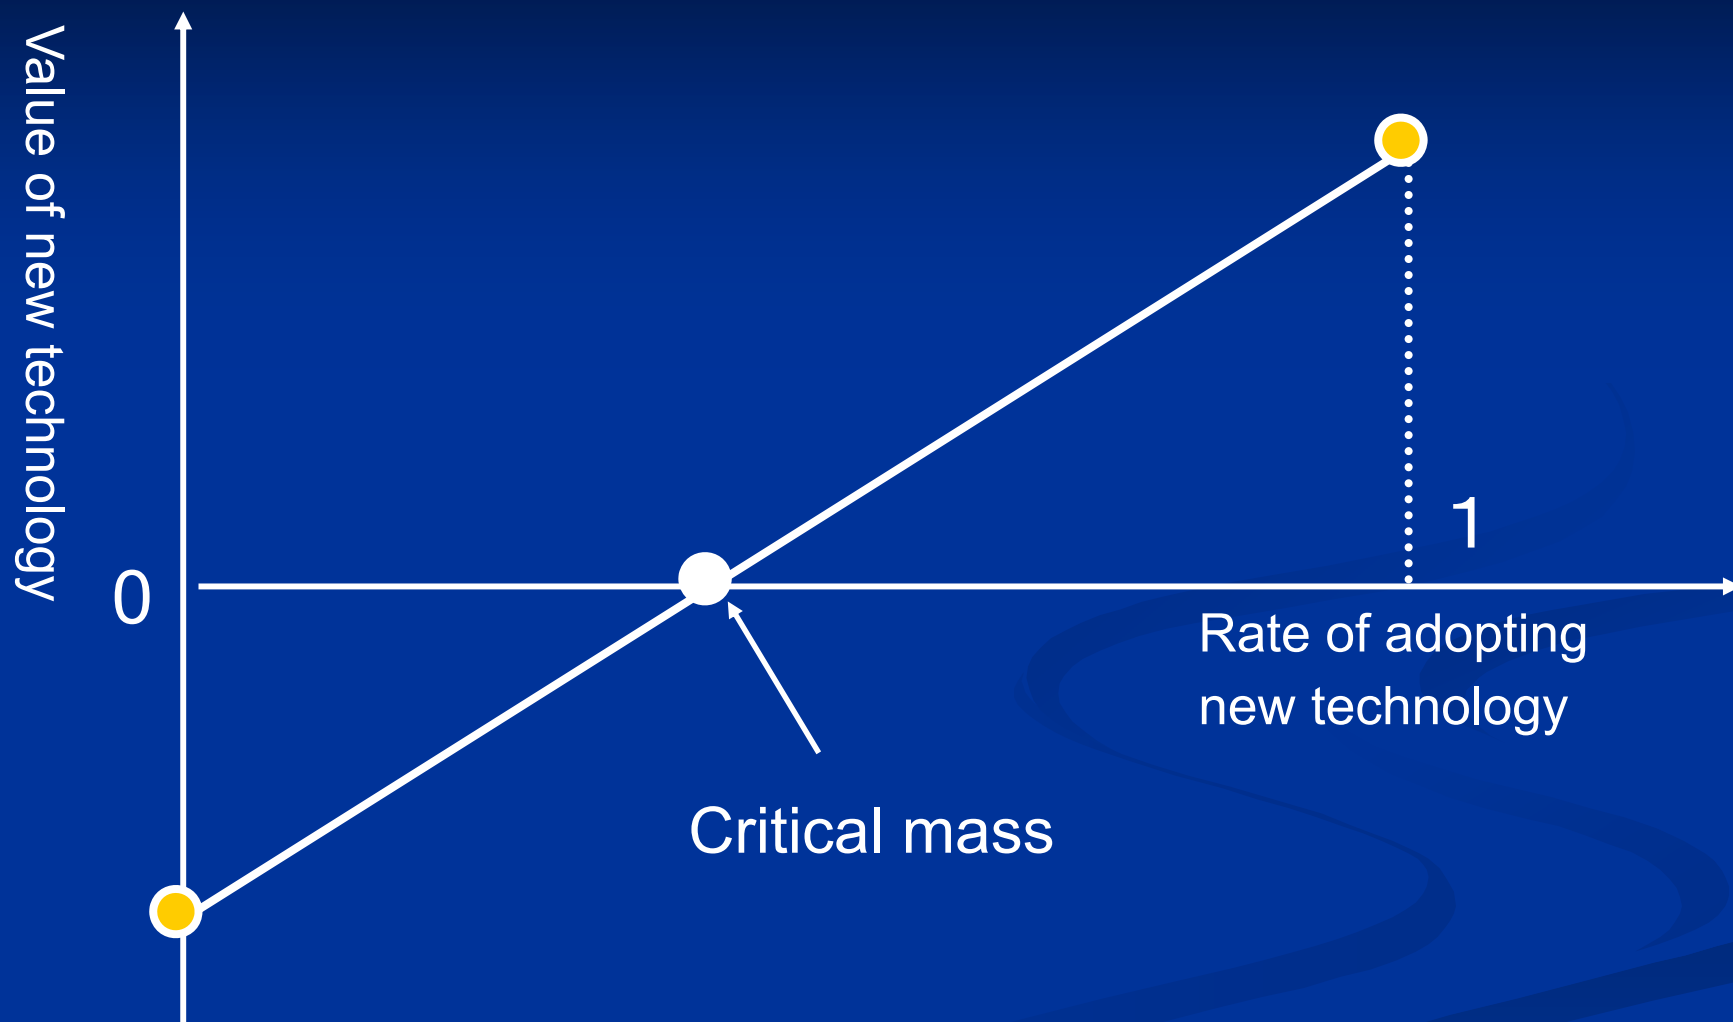 Value of new technology
0
1
Rate of adopting
new technology
Critical mass